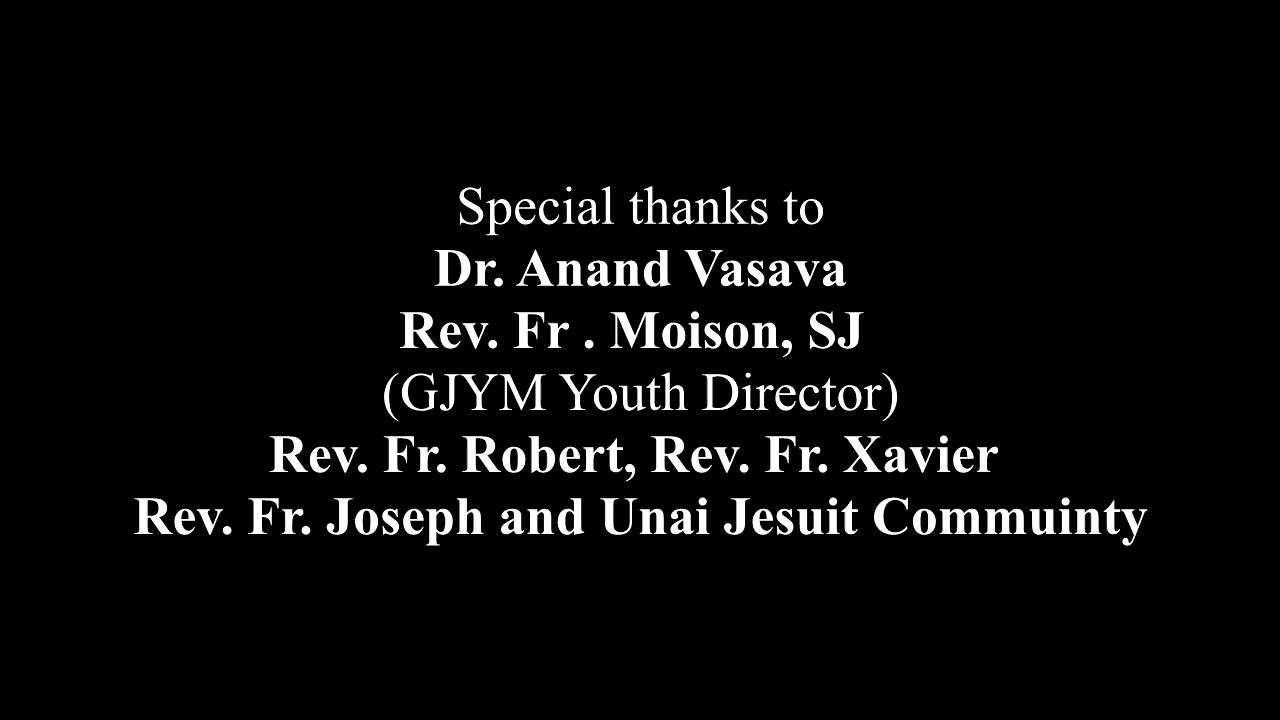 Special thanks to
Dr. Anand Vasava
Rev. Fr . Moison, SJ
(GJYM Youth Director)
Rev. Fr. Robert, Rev. Fr. Xavier
Rev. Fr. Joseph and Unai Jesuit Commuinty